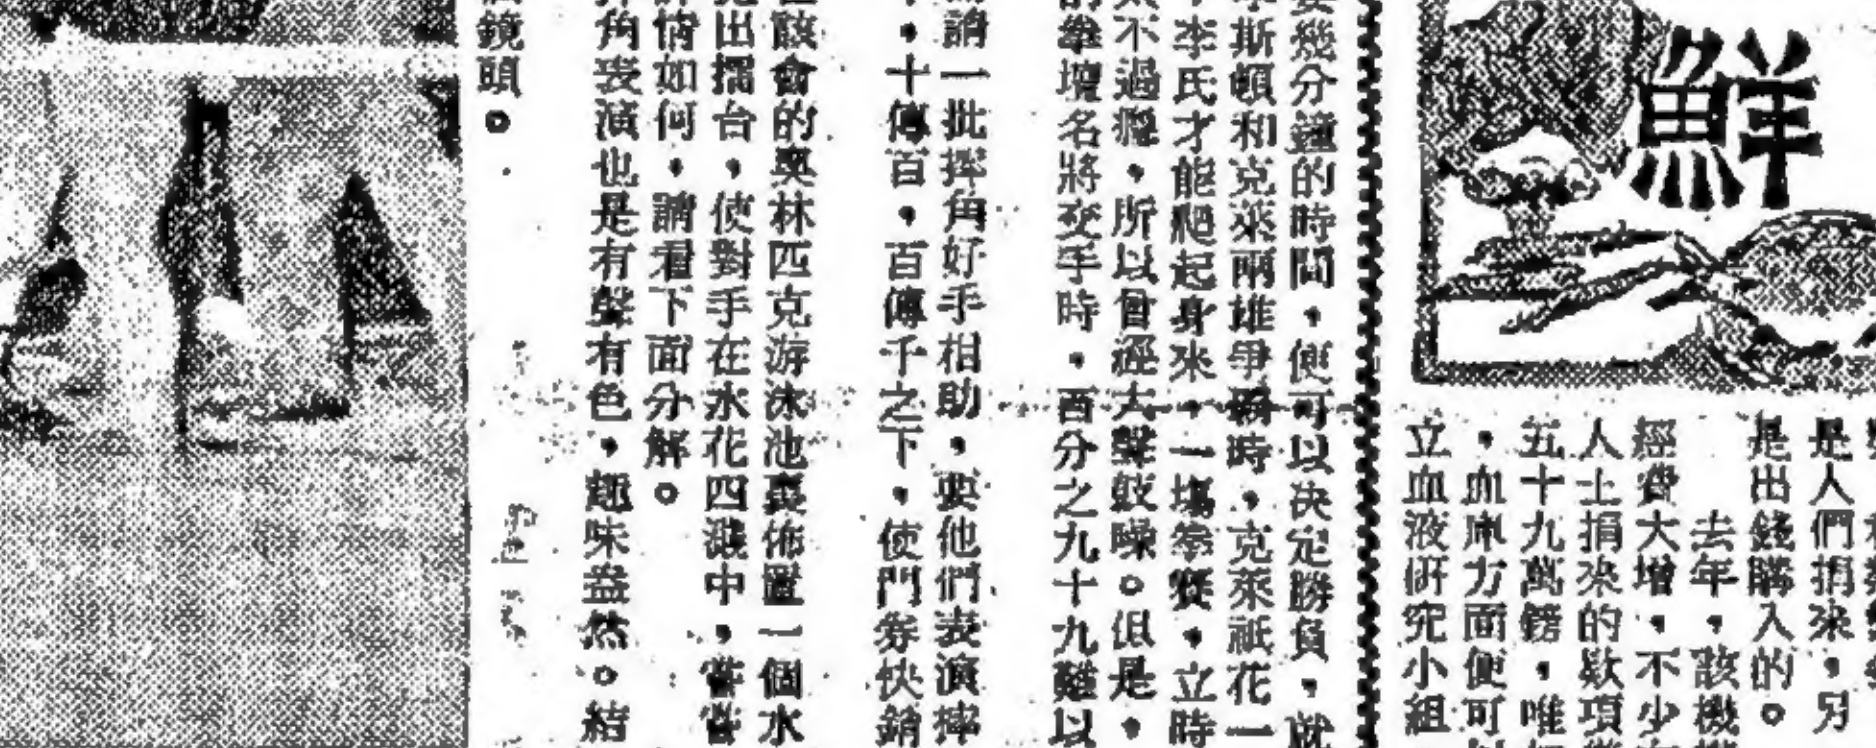 鮮
是人們捐來，另
是出錢購入的。
去年，該機
經費大增，不少
人士捐來的欵項
五十九萬鎊，唯
，血庫方面便可
立血液研究小組
幾分鐘的時間，便可以决定勝負，就
斯頓和克萊兩雄爭霸時，克萊祇花一
李氏才能爬起身來，一塲拳賽，立時
不過癮，所以會經大聲鼓噪。但是，
的拳壇名將交手時，百分之九十九難以
請一批摔角好手相助，要他們表演摔
，十傳百，百傳千之下，使門券快銷
該會的奧林匹克游泳池裏佈置一個水
出擂台，使對手在水花四濺中，嘗嘗
情如何，請看下面分解。
角表演也是有聲有色，趣味盎然。結
鏡頭。